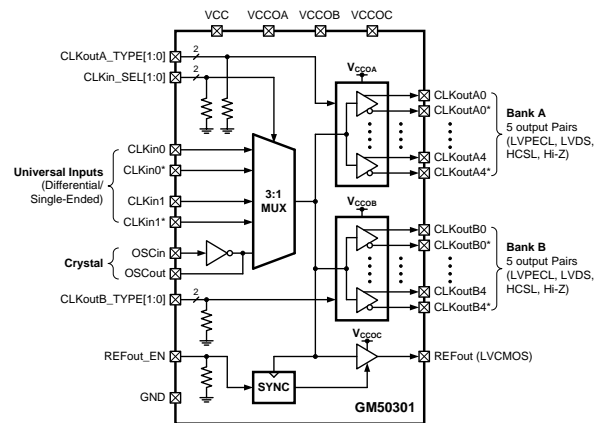 VCC VCCOA VCCOB VCCOC
CLKoutA_TYPE[1:0] 2
CLKin_SEL[1:0] 2
VCCOA
CLKoutA0
CLKoutA0*
CLKoutA4
CLKoutA4*
Bank A
5 output Pairs
(LVPECL, LVDS,
HCSL, Hi-Z)
Universal Inputs
(Differential/
Single-Ended)
CLKin0
CLKin0*
CLKin1
CLKin1*
3:1
MUX
Crystal
OSCin
OSCout
VCCOB
CLKoutB0
CLKoutB0*
CLKoutB4
CLKoutB4*
Bank B
5 output Pairs
(LVPECL, LVDS,
HCSL, Hi-Z)
CLKoutB_TYPE[1:0] 2
VCCOC
REFout_EN
REFout (LVCMOS)
SYNC
GND
GM50301